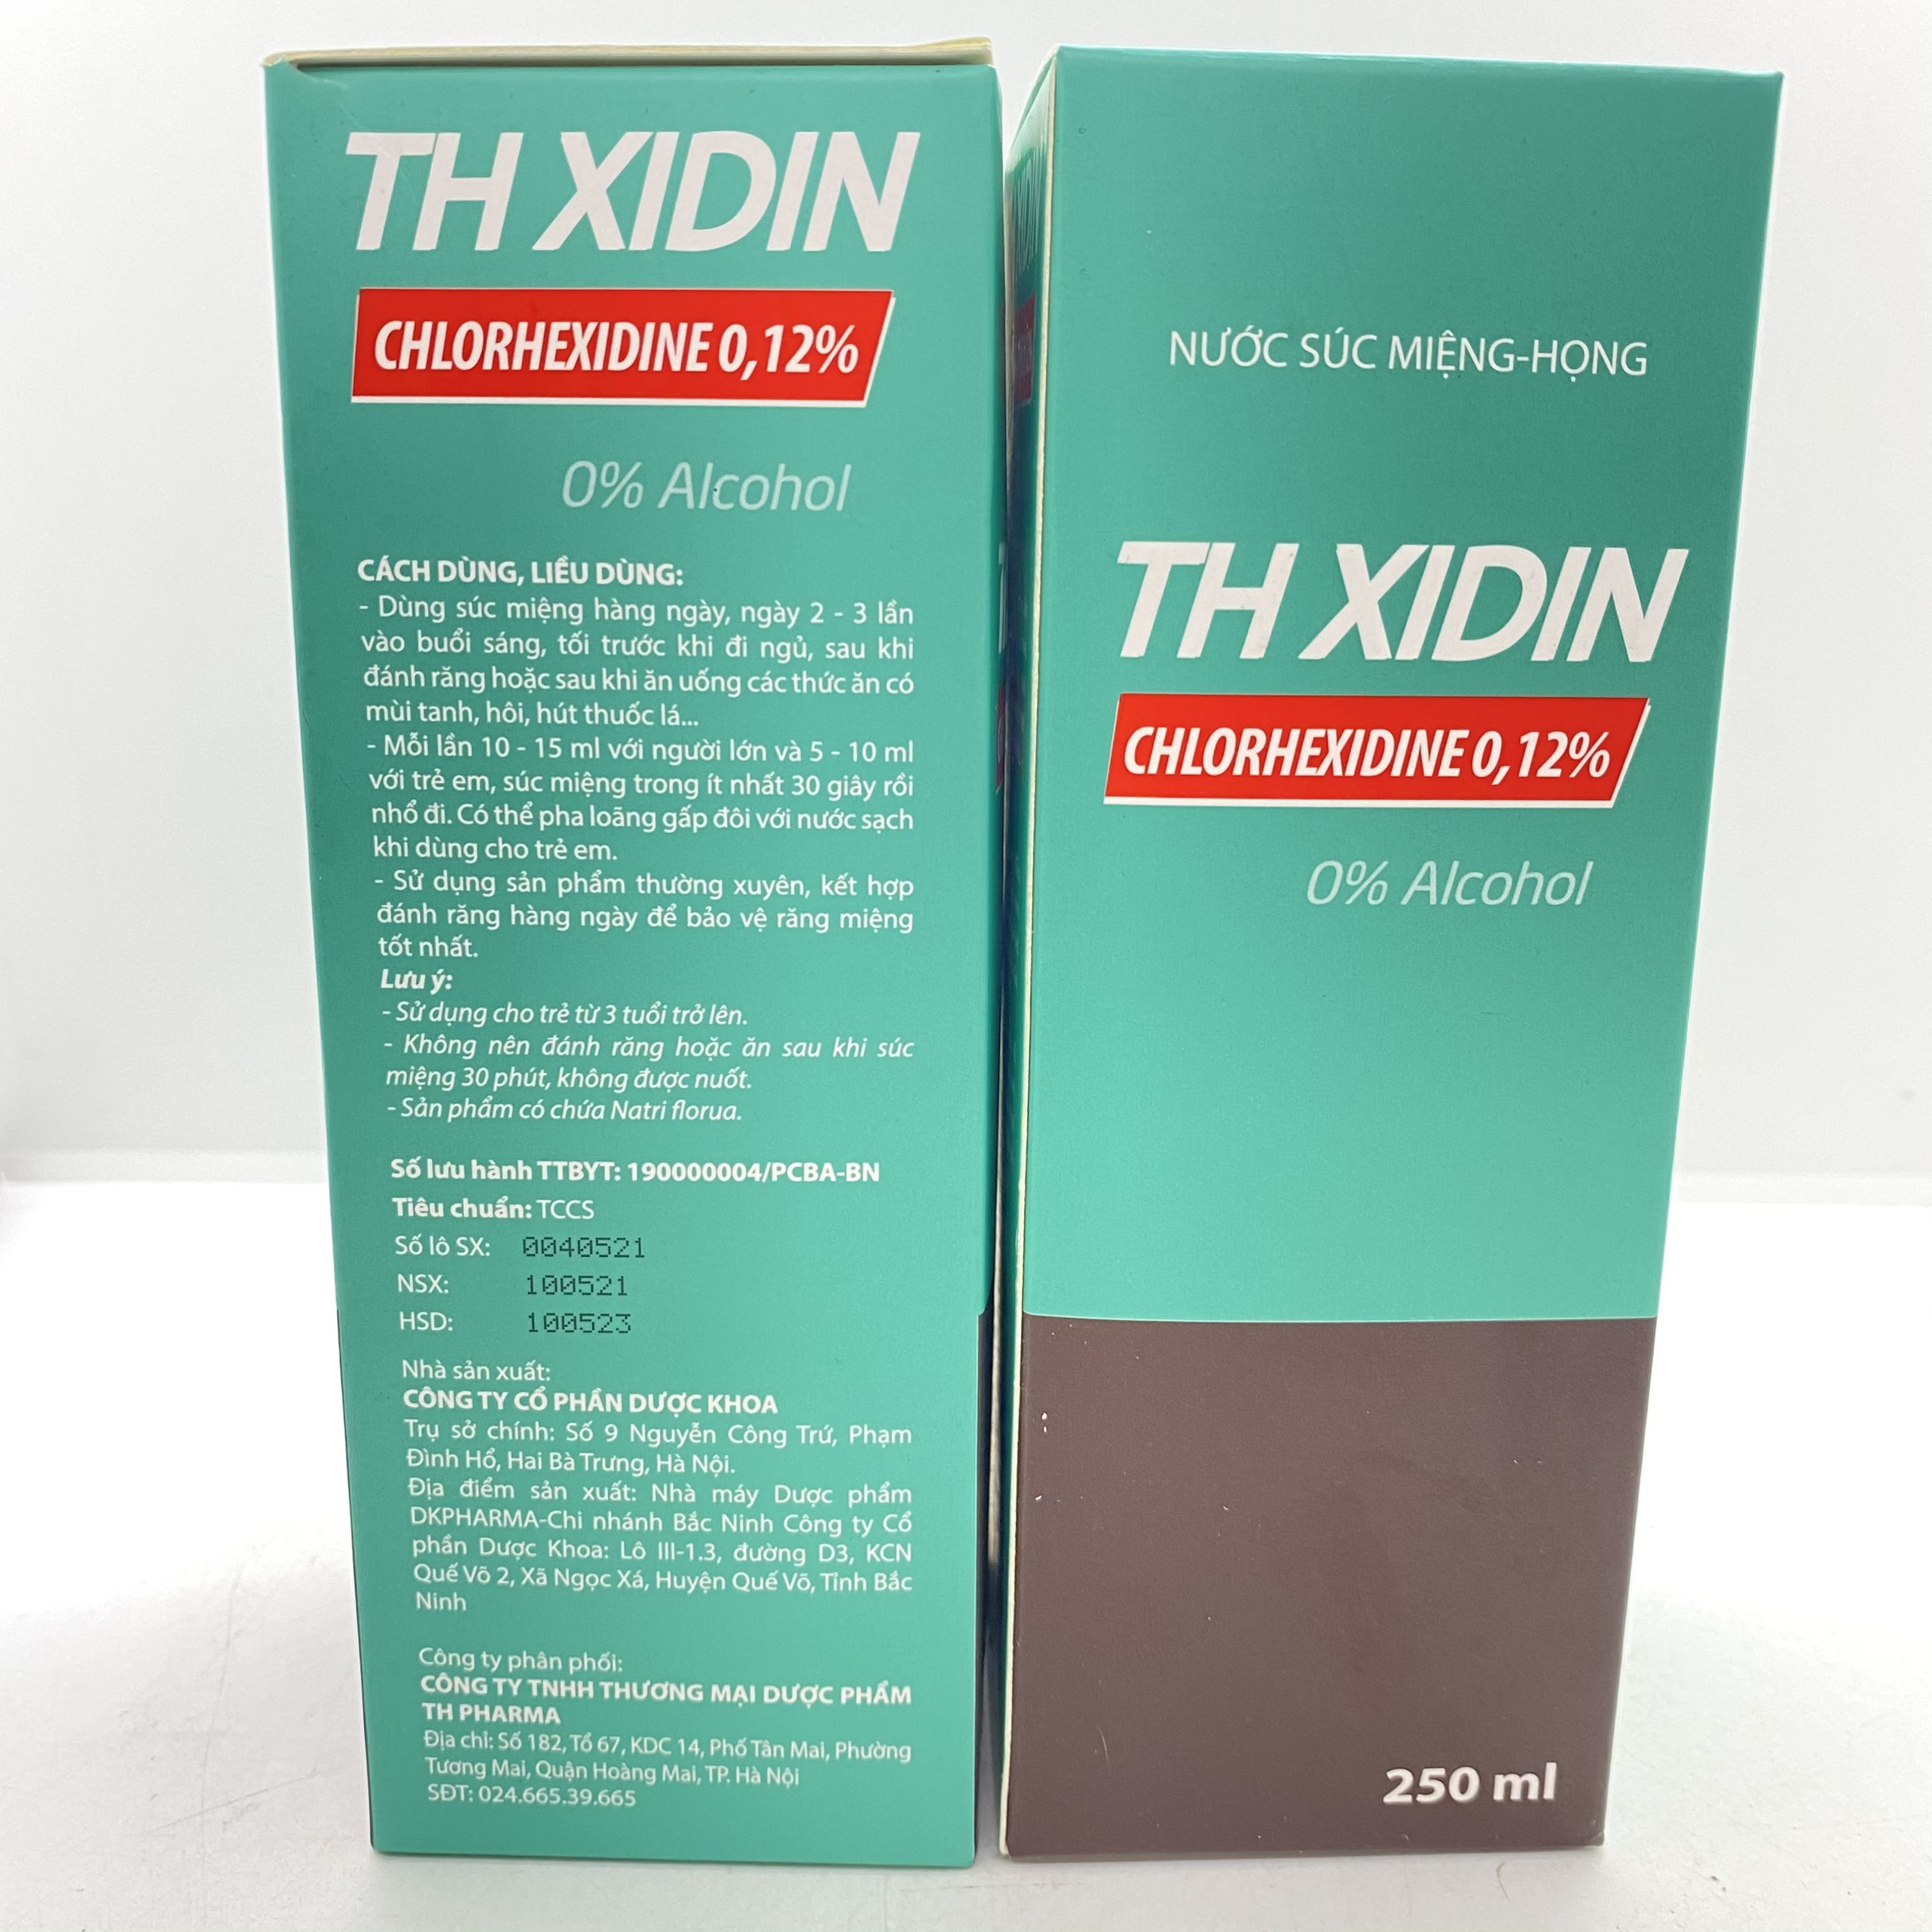 TH XIDIN
CHLORHEXIDINE 0,12%
0% Alcohol
CÁCH DÙNG, LIỀU DÙNG:
- Dùng súc miệng hàng ngày, ngày 2 - 3 lần
vào buổi sáng, tối trước khi đi ngủ, sau khi
đánh răng hoặc sau khi ăn uống các thức ăn có
mùi tanh, hôi, hút thuốc lá...
- Mỗi lần 10 - 15 ml với người lớn và 5 - 10 ml
với trẻ em, súc miệng trong ít nhất 30 giây rồi
nhổ đi. Có thể pha loãng gấp đôi với nước sạch
khi dùng cho trẻ em.
- Sử dụng sản phẩm thường xuyên, kết hợp
đánh răng hàng ngày để bảo vệ răng miệng
tốt nhất.
Lưu ý:
- Sử dụng cho trẻ từ 3 tuổi trở lên.
- Không nên đánh răng hoặc ăn sau khi súc
miệng 30 phút, không được nuốt.
- Sản phẩm có chứa Natri florua.
Số lưu hành TTBYT: 190000004/PCBA-BN
Tiêu chuẩn: TCCS
Số lô SX: 0040521
NSX: 100521
HSD: 100523
Nhà sản xuất:
CÔNG TY CỔ PHẦN DƯỢC KHOA
Trụ sở chính: Số 9 Nguyễn Công Trứ, Phạm
Đình Hổ, Hai Bà Trưng, Hà Nội.
Địa điểm sản xuất: Nhà máy Dược phẩm
DKPHARMA-Chi nhánh Bắc Ninh Công ty Cổ
phần Dược Khoa: Lô III-1.3, đường D3, KCN
Quế Võ 2, Xã Ngọc Xá, Huyện Quế Võ, Tỉnh Bắc
Ninh
Công ty phân phối:
CÔNG TY TNHH THƯƠNG MẠI DƯỢC PHẨM
TH PHARMA
Địa chỉ: Số 182, Tổ 67, KDC 14, Phố Tân Mai, Phường
Tương Mai, Quận Hoàng Mai, TP. Hà Nội
SĐT: 024.665.39.665
NƯỚC SÚC MIỆNG-HỌNG
TH XIDIN
CHLORHEXIDINE 0,12%
0% Alcohol
250 ml